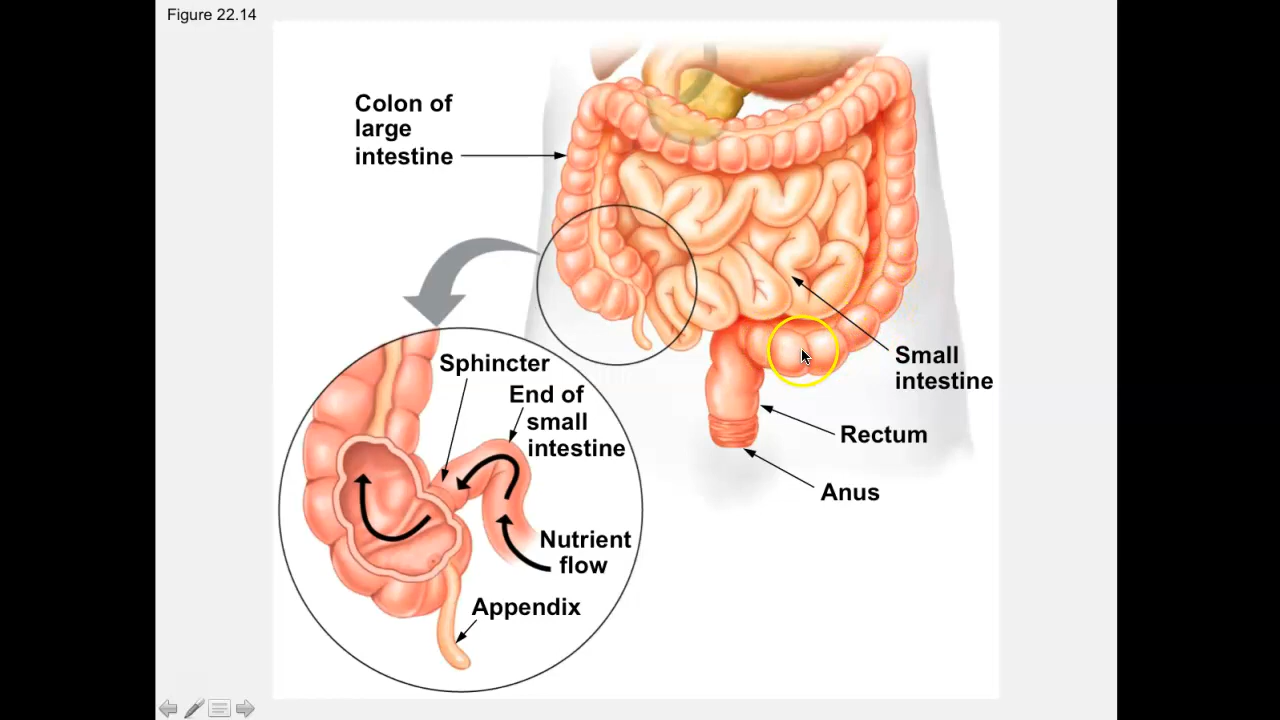 Figure 22.14
Colon of
large
intestine
Sphincter
End of
small
intestine
Small
intestine
Rectum
Anus
Nutrient
flow
Appendix